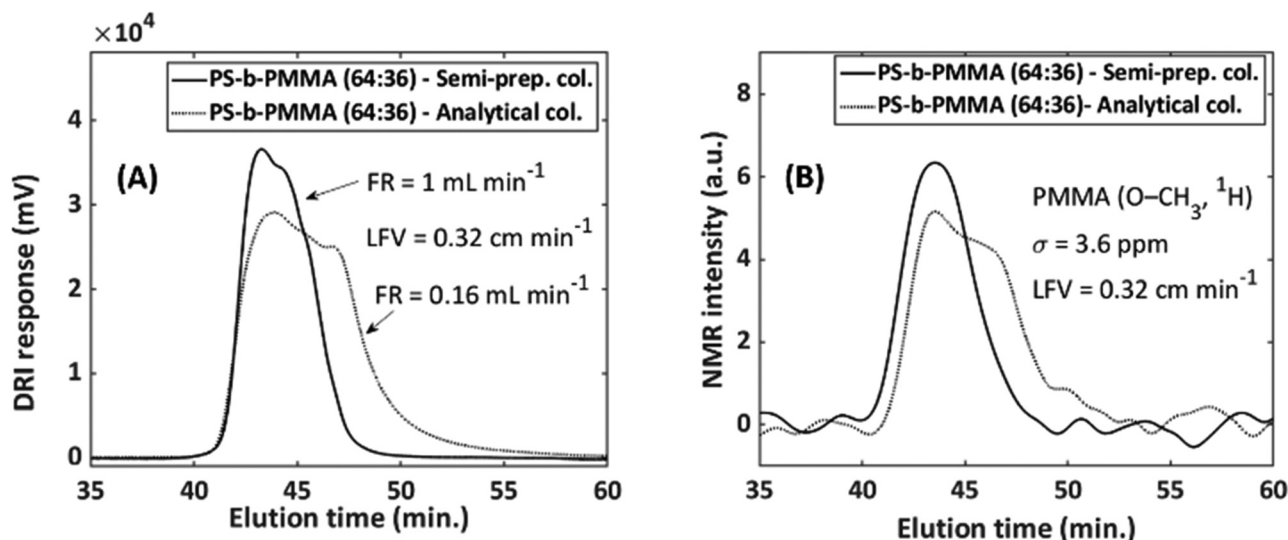 ×10⁴
PS-b-PMMA (64:36) - Semi-prep. col.
PS-b-PMMA (64:36) - Analytical col.
(A)
FR = 1 mL min⁻¹
LFV = 0.32 cm min⁻¹
FR = 0.16 mL min⁻¹
DRI response (mV)
4
3
2
1
0
35 40 45 50 55 60
Elution time (min.)
PS-b-PMMA (64:36) - Semi-prep. col.
PS-b-PMMA (64:36)- Analytical col.
(B)
PMMA (O–CH₃, ¹H)
σ = 3.6 ppm
LFV = 0.32 cm min⁻¹
NMR intensity (a.u.)
8
6
4
2
0
35 40 45 50 55 60
Elution time (min.)